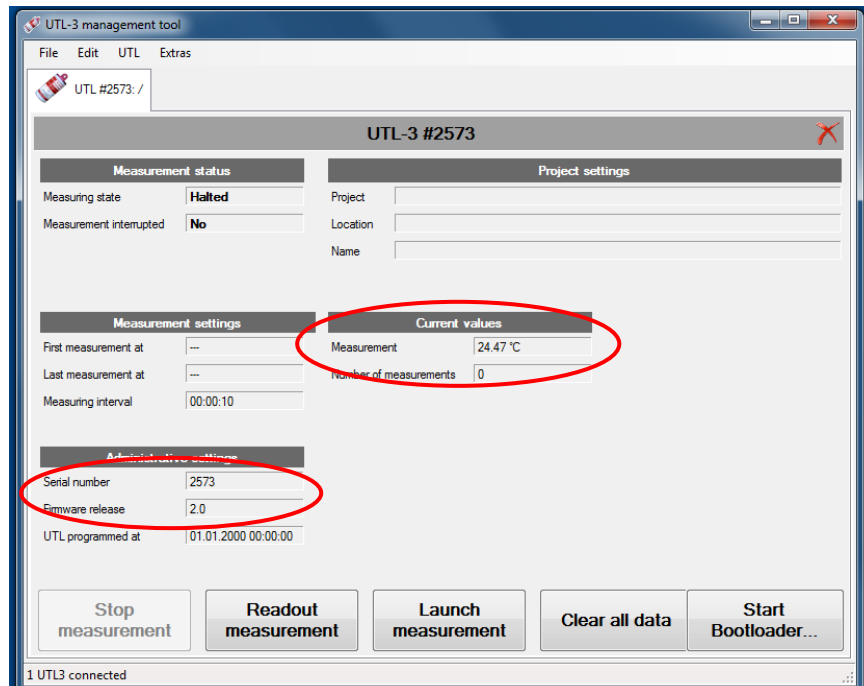 UTL-3 management tool
File Edit UTL Extras
UTL #2573: /
UTL-3 #2573
Measurement status
Measuring state Halted
Measurement interrupted No
Project settings
Project
Location
Name
Measurement settings
First measurement at ---
Last measurement at ---
Measuring interval 00:00:10
Current values
Measurement 24.47 °C
Number of measurements 0
Administrative settings
Serial number 2573
Firmware release 2.0
UTL programmed at 01.01.2000 00:00:00
Stop
measurement
Readout
measurement
Launch
measurement
Clear all data
Start
Bootloader...
1 UTL3 connected